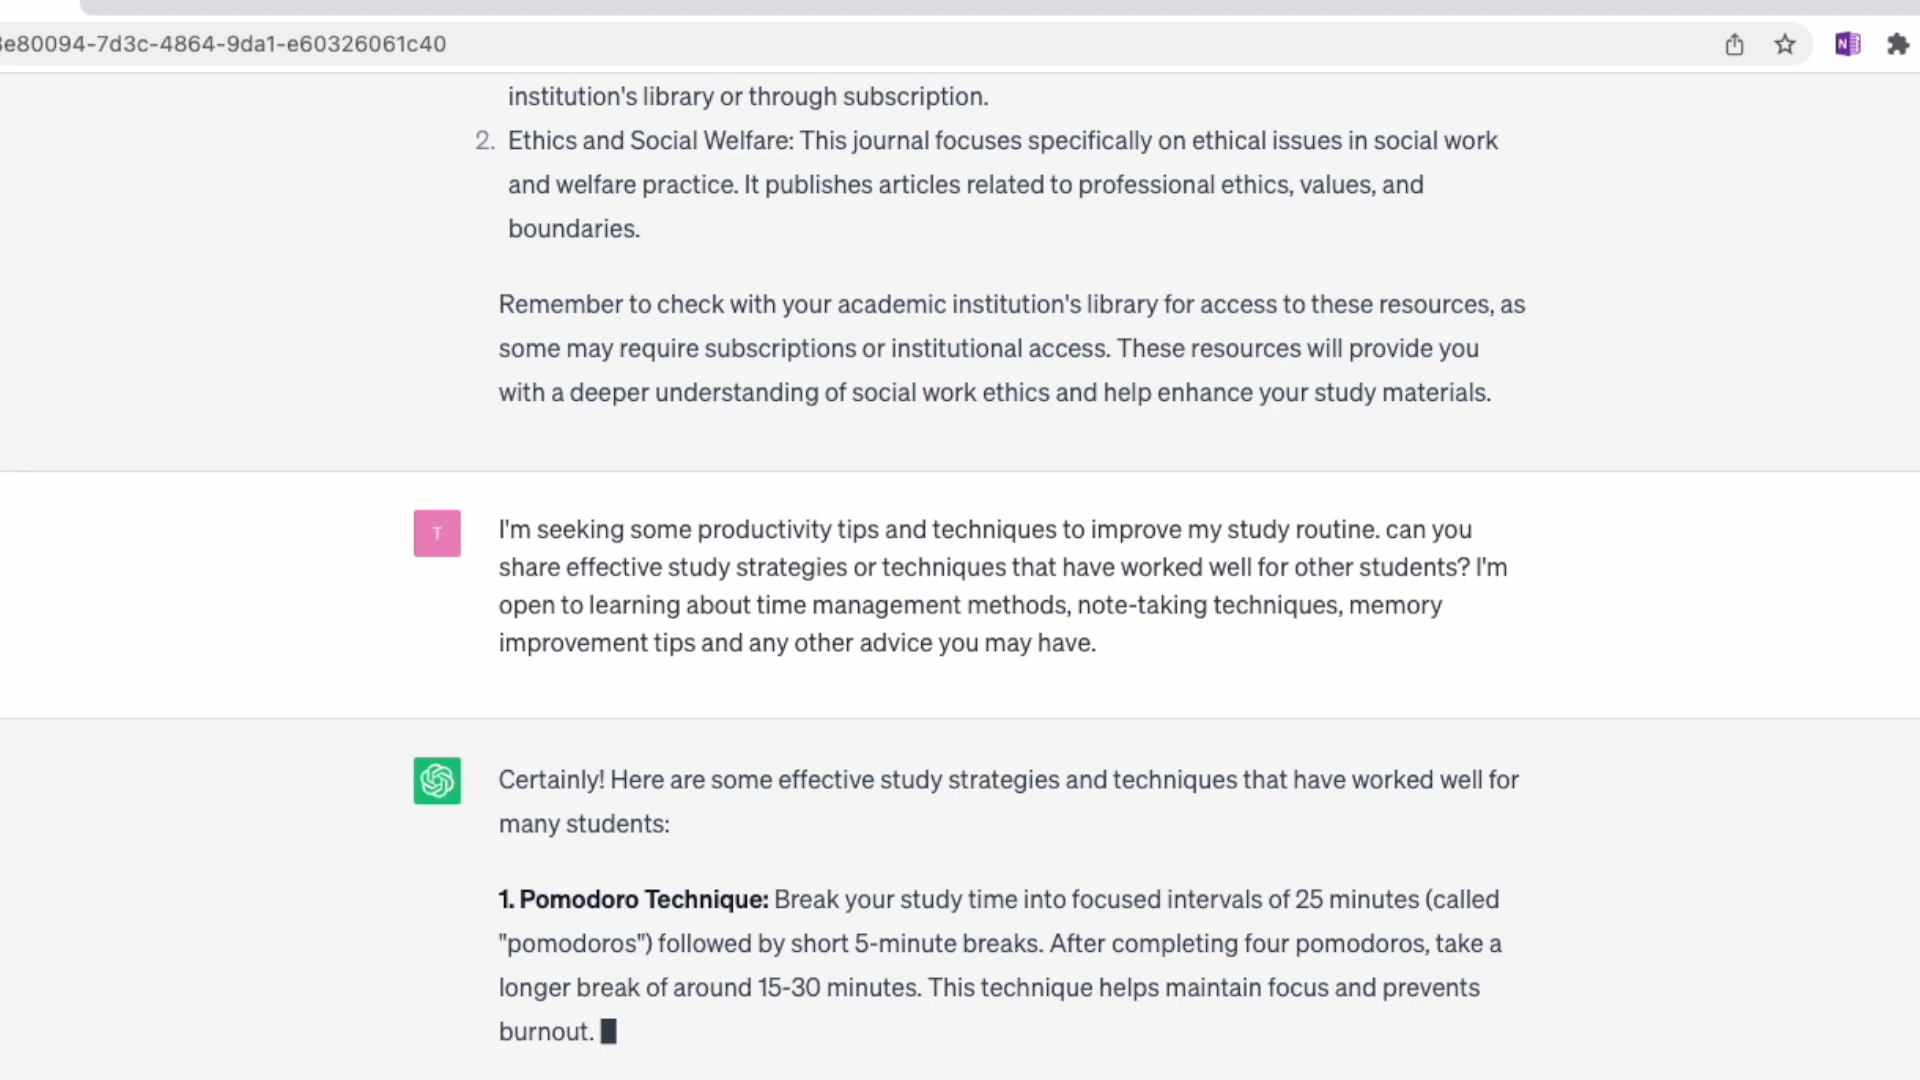 e80094-7d3c-4864-9da1-e60326061c40
N
institution's library or through subscription.
2. Ethics and Social Welfare: This journal focuses specifically on ethical issues in social work
and welfare practice. It publishes articles related to professional ethics, values, and
boundaries.
Remember to check with your academic institution's library for access to these resources, as
some may require subscriptions or institutional access. These resources will provide you
with a deeper understanding of social work ethics and help enhance your study materials.
T
I'm seeking some productivity tips and techniques to improve my study routine. can you
share effective study strategies or techniques that have worked well for other students? I'm
open to learning about time management methods, note-taking techniques, memory
improvement tips and any other advice you may have.
Certainly! Here are some effective study strategies and techniques that have worked well for
many students:
1. Pomodoro Technique: Break your study time into focused intervals of 25 minutes (called
"pomodoros") followed by short 5-minute breaks. After completing four pomodoros, take a
longer break of around 15-30 minutes. This technique helps maintain focus and prevents
burnout.